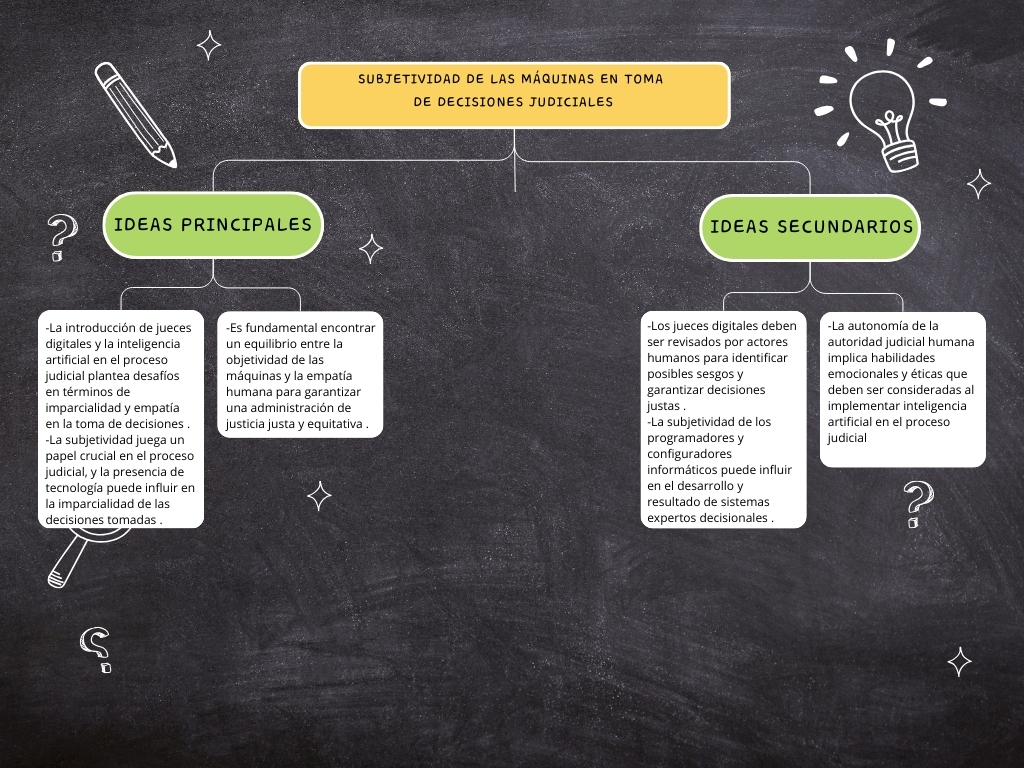 SUBJETIVIDAD DE LAS MÁQUINAS EN TOMA
DE DECISIONES JUDICIALES
IDEAS PRINCIPALES
IDEAS SECUNDARIOS
-La introducción de jueces
digitales y la inteligencia
artificial en el proceso
judicial plantea desafíos
en términos de
imparcialidad y empatía
en la toma de decisiones .
-La subjetividad juega un
papel crucial en el proceso
judicial, y la presencia de
tecnología puede influir en
la imparcialidad de las
decisiones tomadas .
-Es fundamental encontrar
un equilibrio entre la
objetividad de las
máquinas y la empatía
humana para garantizar
una administración de
justicia justa y equitativa .
-Los jueces digitales deben
ser revisados por actores
humanos para identificar
posibles sesgos y
garantizar decisiones
justas .
-La subjetividad de los
programadores y
configuradores
informáticos puede influir
en el desarrollo y
resultado de sistemas
expertos decisionales .
-La autonomía de la
autoridad judicial humana
implica habilidades
emocionales y éticas que
deben ser consideradas al
implementar inteligencia
artificial en el proceso
judicial
?
?
?